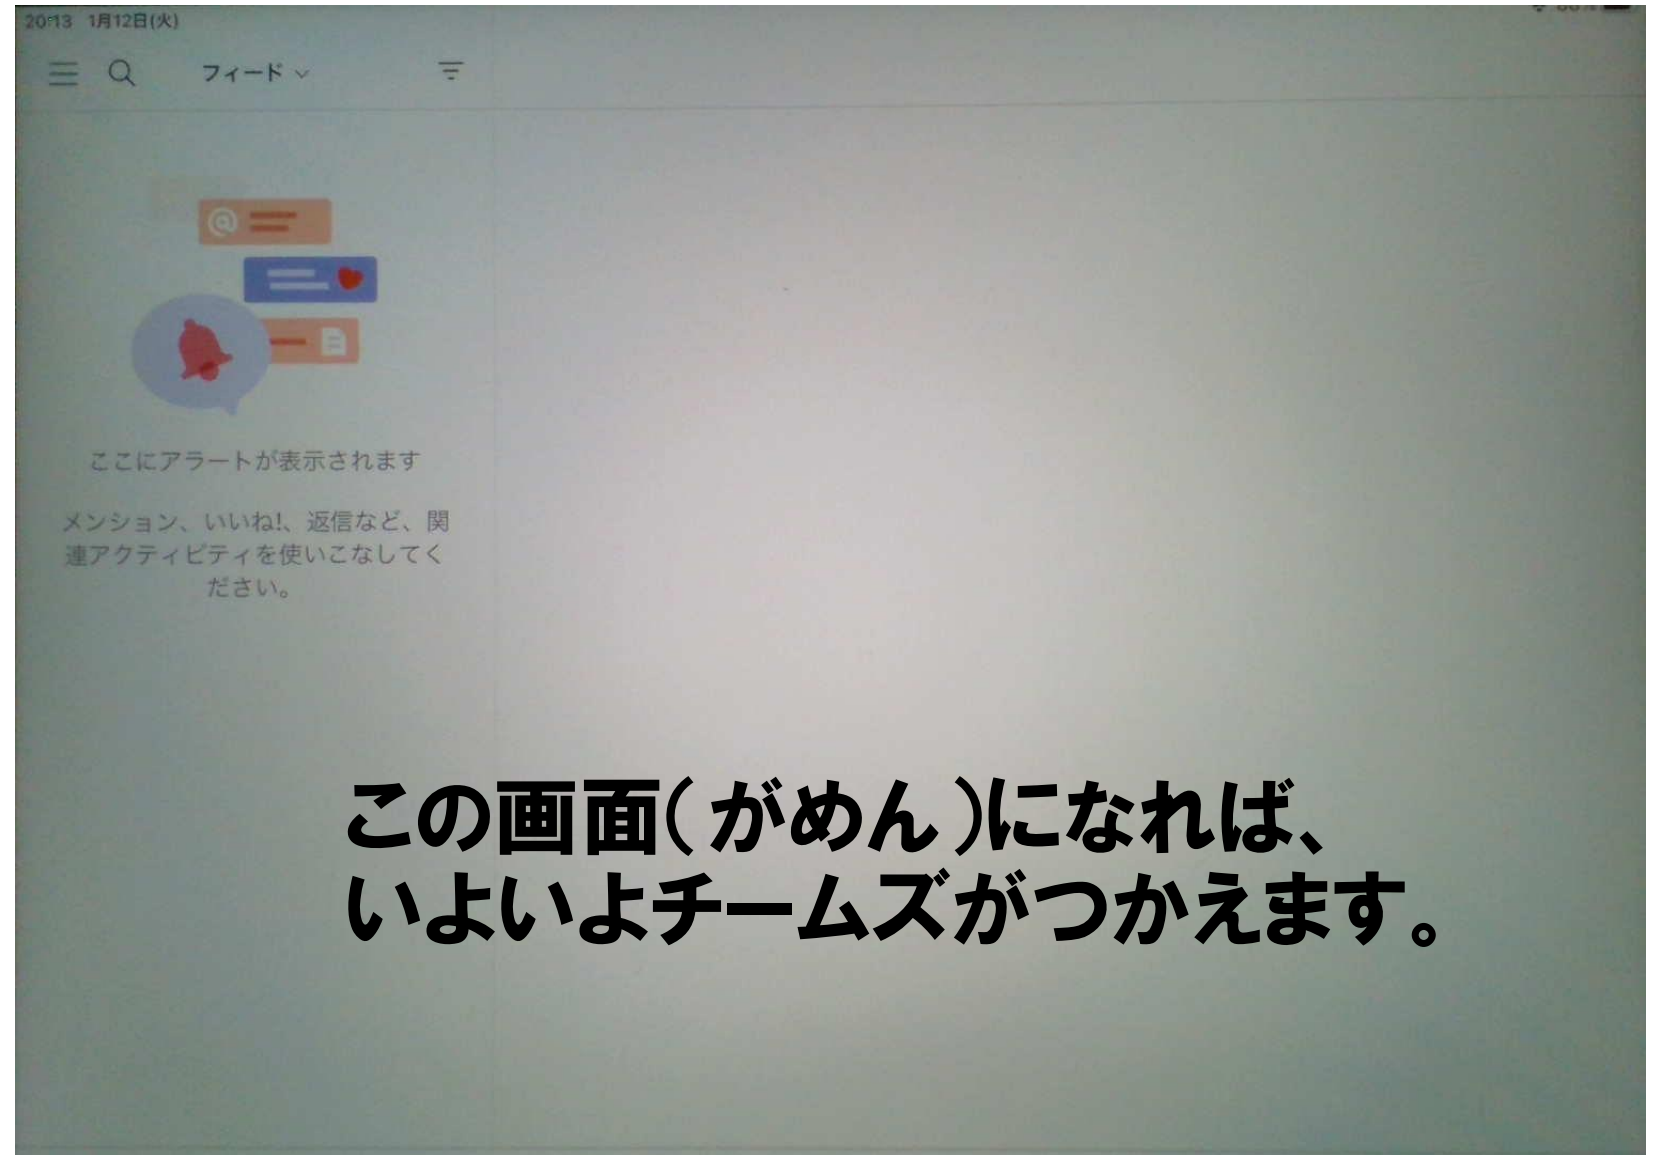 20:13 1月12日(火)
フィード
ここにアラートが表示されます
メンション、いいね!、返信など、関
連アクティビティを使いこなしてく
ださい。
この画面(がめん)になれば、
いよいよチームズがつかえます。